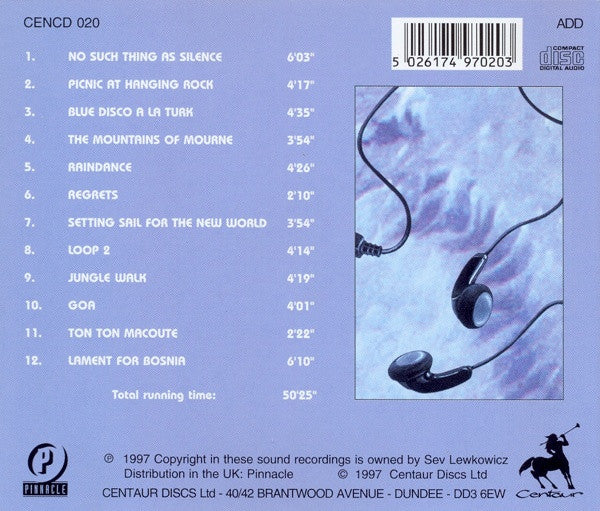 CENCD 020
ADD
5 026174 970203
COMPACT
disc
DIGITAL AUDIO
1. NO SUCH THING AS SILENCE 6'03"
2. PICNIC AT HANGING ROCK 4'17"
3. BLUE DISCO A LA TURK 4'35"
4. THE MOUNTAINS OF MOURNE 3'54"
5. RAINDANCE 4'26"
6. REGRETS 2'10"
7. SETTING SAIL FOR THE NEW WORLD 3'54"
8. LOOP 2 4'14"
9. JUNGLE WALK 4'19"
10. GOA 4'01"
11. TON TON MACOUTE 2'22"
12. LAMENT FOR BOSNIA 6'10"
Total running time: 50'25"
P
PINNACLE
℗ 1997 Copyright in these sound recordings is owned by Sev Lewkowicz
Distribution in the UK: Pinnacle © 1997 Centaur Discs Ltd
CENTAUR DISCS Ltd - 40/42 BRANTWOOD AVENUE - DUNDEE - DD3 6EW
Centaur